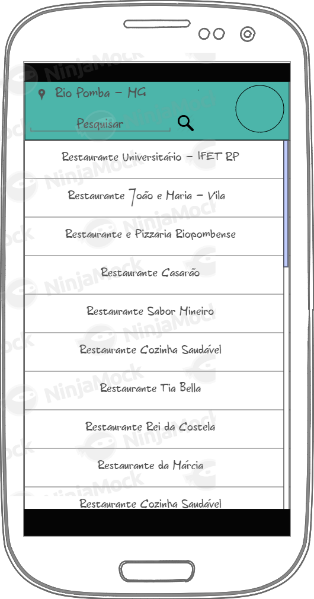 Rio Pomba - MG
Pesquisar
Restaurante Universitário - IFET RP
Restaurante João e Maria - Vila
Restaurante e Pizzaria Riopombense
Restaurante Casarão
Restaurante Sabor Mineiro
Restaurante Cozinha Saudável
Restaurante Tia Bella
Restaurante Rei da Costela
Restaurante da Márcia
Restaurante Cozinha Saudável
NinjaMock